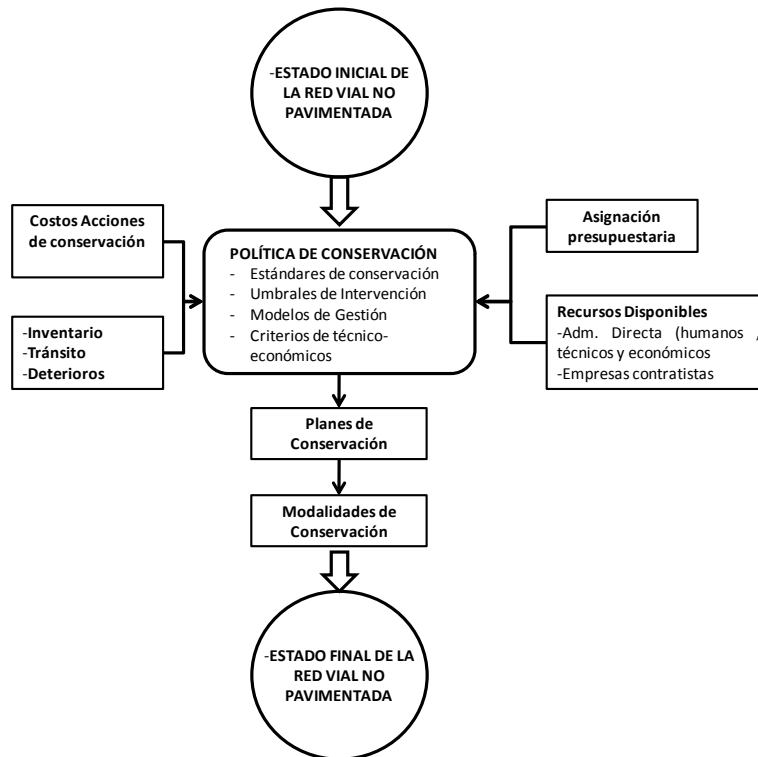 -ESTADO INICIAL DE
LA RED VIAL NO
PAVIMENTADA
Costos Acciones
de conservación
-Inventario
-Tránsito
-Deterioros
POLÍTICA DE CONSERVACIÓN
- Estándares de conservación
- Umbrales de Intervención
- Modelos de Gestión
- Criterios de técnico-
económicos
Asignación
presupuestaria
Recursos Disponibles
-Adm. Directa (humanos ,
técnicos y económicos
-Empresas contratistas
Planes de
Conservación
Modalidades de
Conservación
-ESTADO FINAL DE LA
RED VIAL NO
PAVIMENTADA